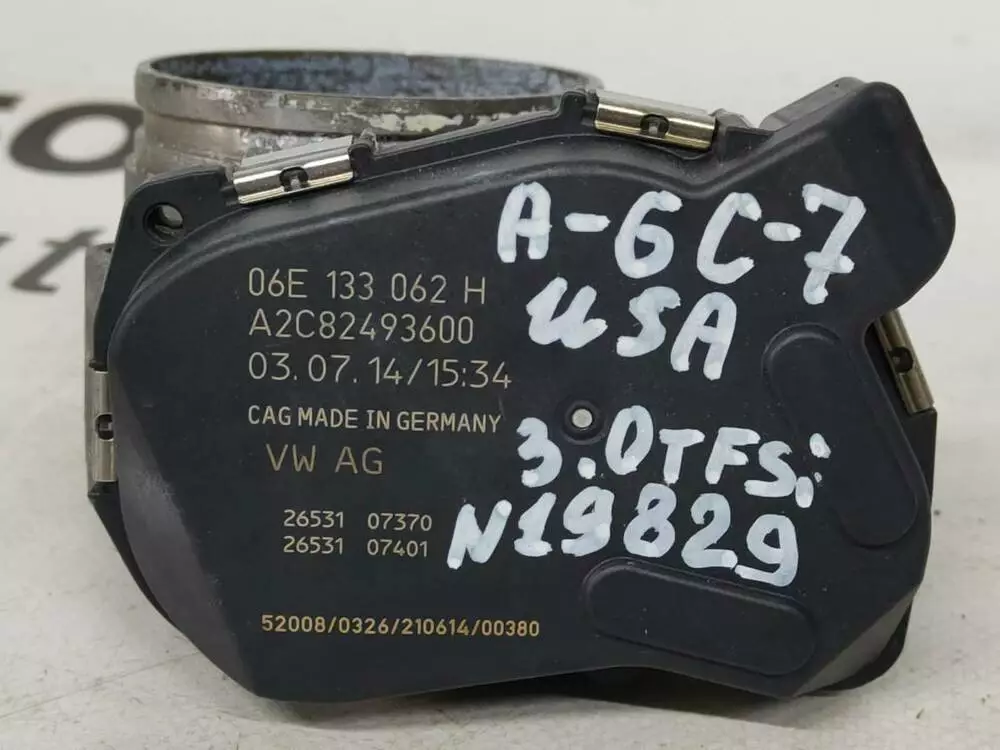 06E 133 062 H
A2C82493600
03.07.14/15:34
CAG MADE IN GERMANY
VW AG
26531 07370
26531 07401
52008/0326/210614/00380
A-6 C-7
USA
3.0TFSi
N19829